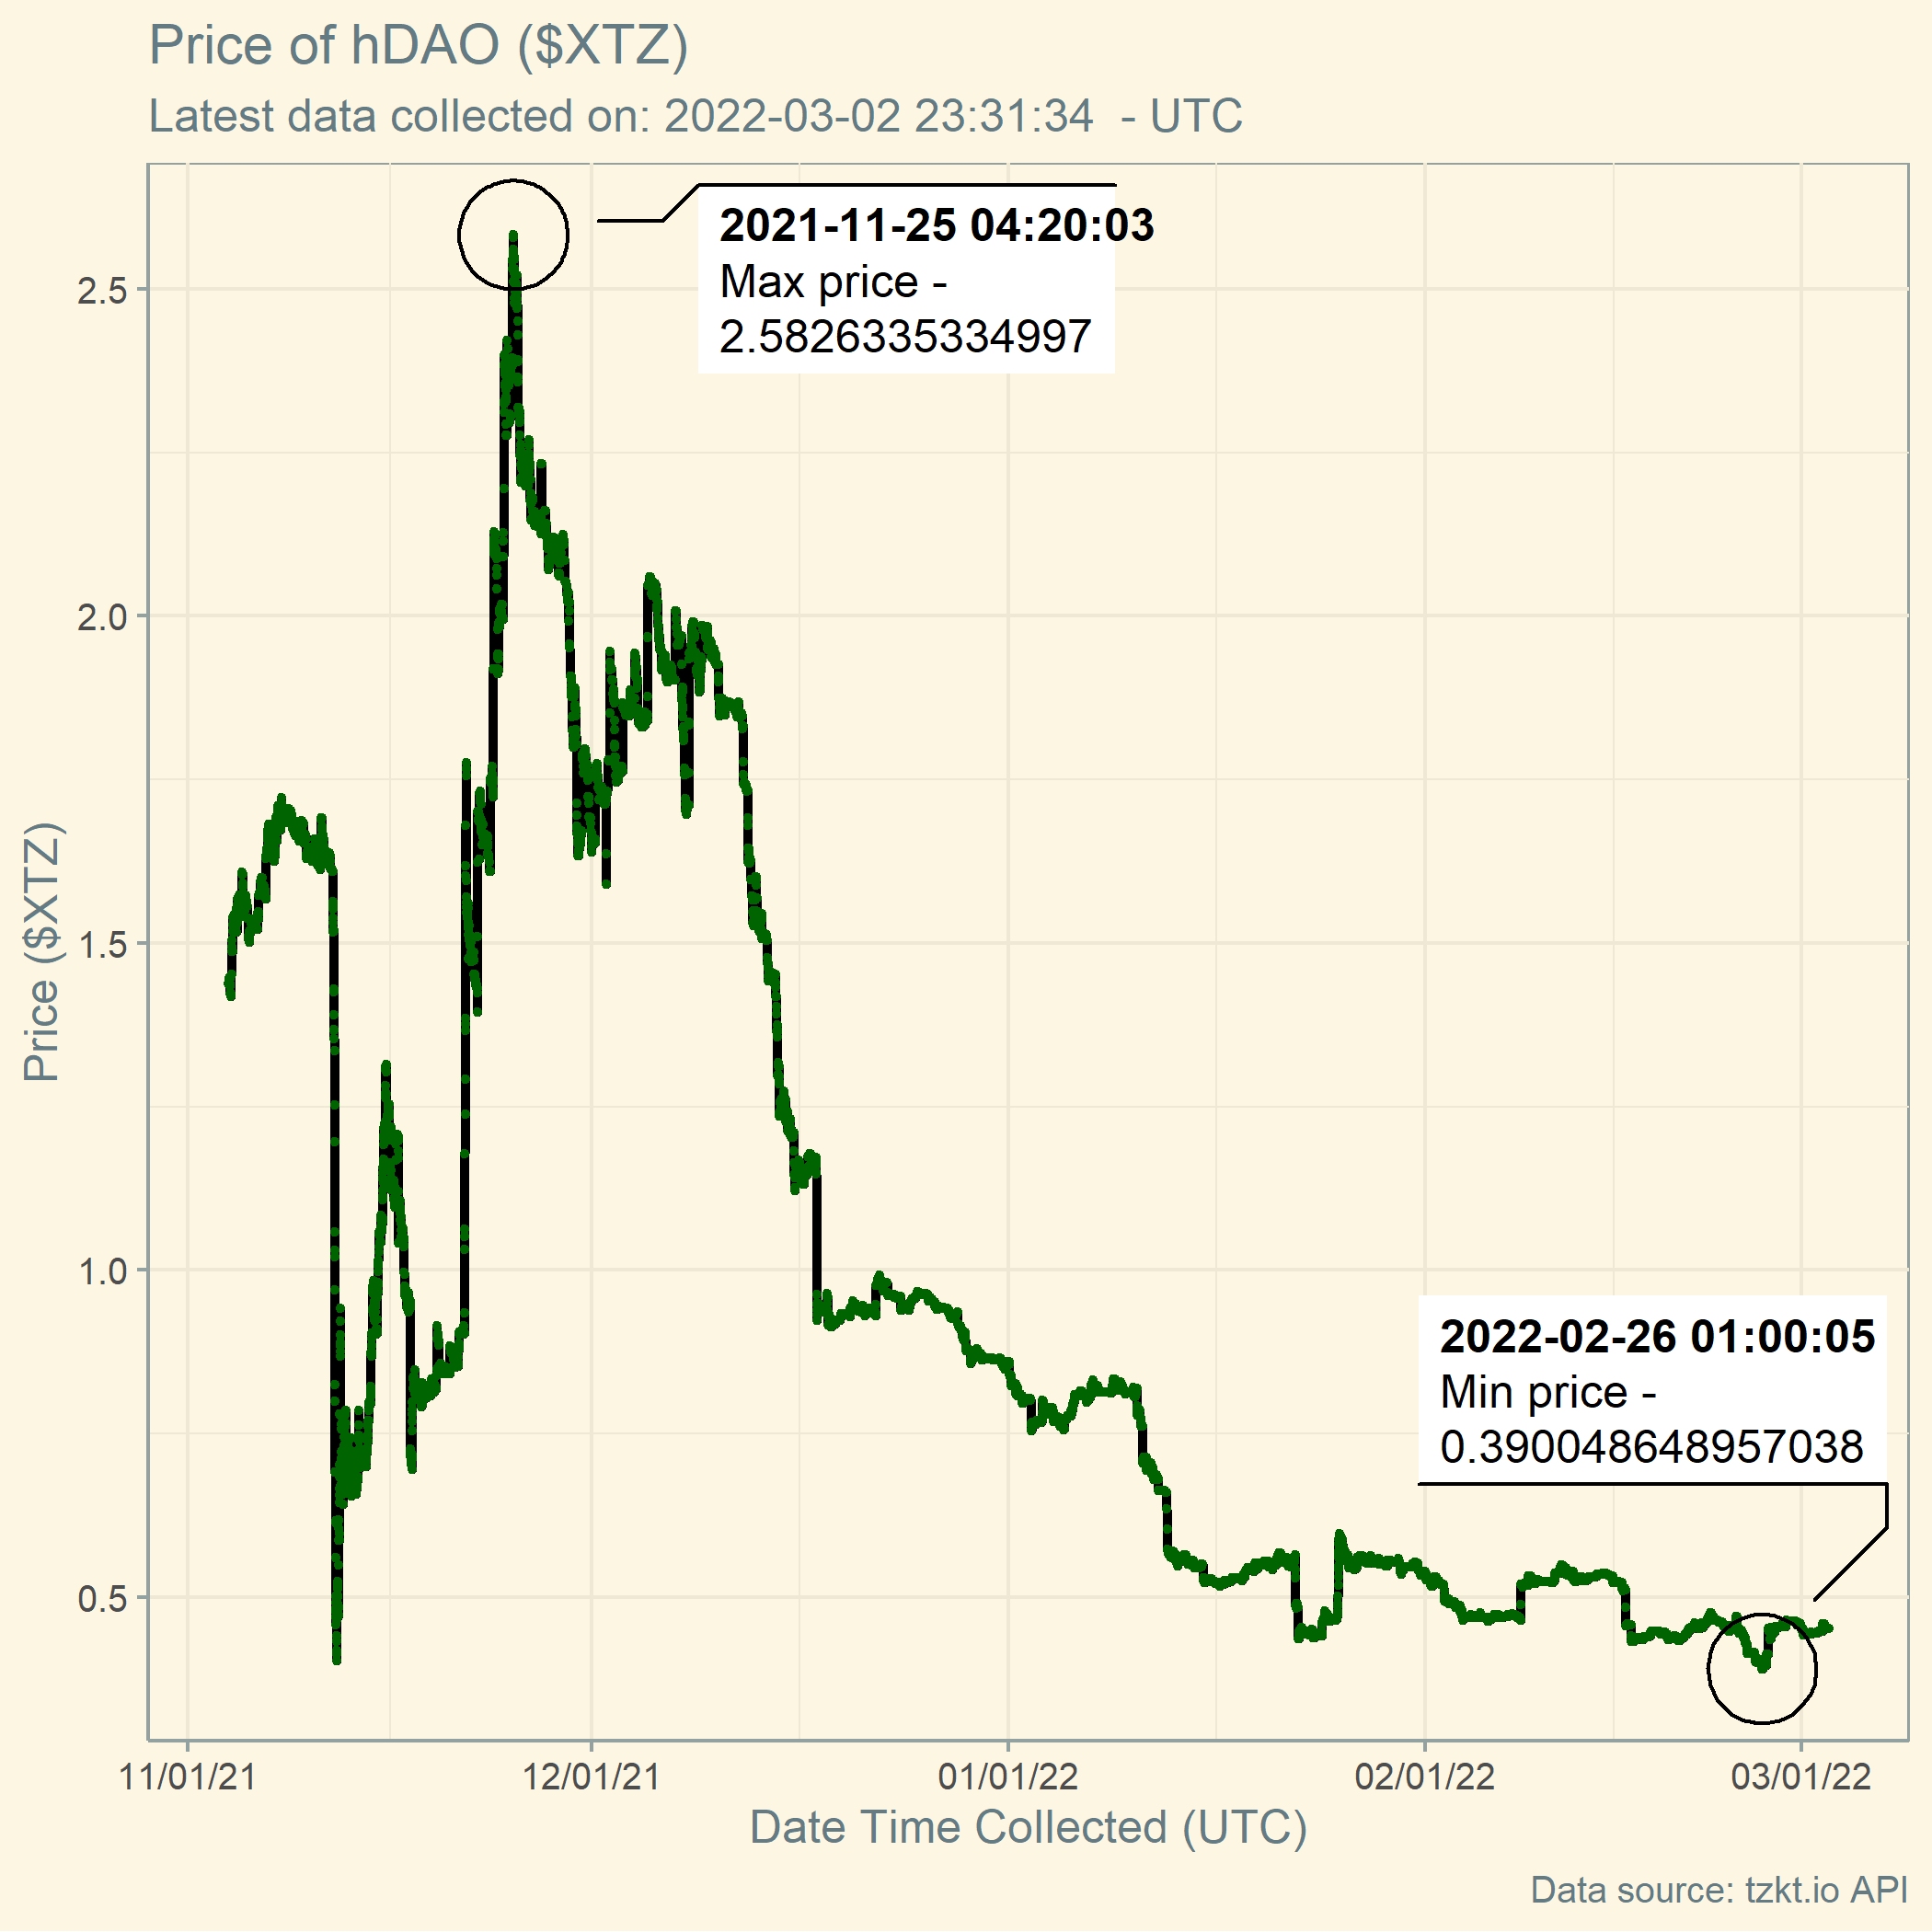 Price of hDAO ($XTZ)
Latest data collected on: 2022-03-02 23:31:34  - UTC
2021-11-25 04:20:03
Max price -
2.5826335334997
2.5
2.0
1.5
1.0
0.5
Price ($XTZ)
2022-02-26 01:00:05
Min price -
0.390048648957038
11/01/21
12/01/21
01/01/22
02/01/22
03/01/22
Date Time Collected (UTC)
Data source: tzkt.io API